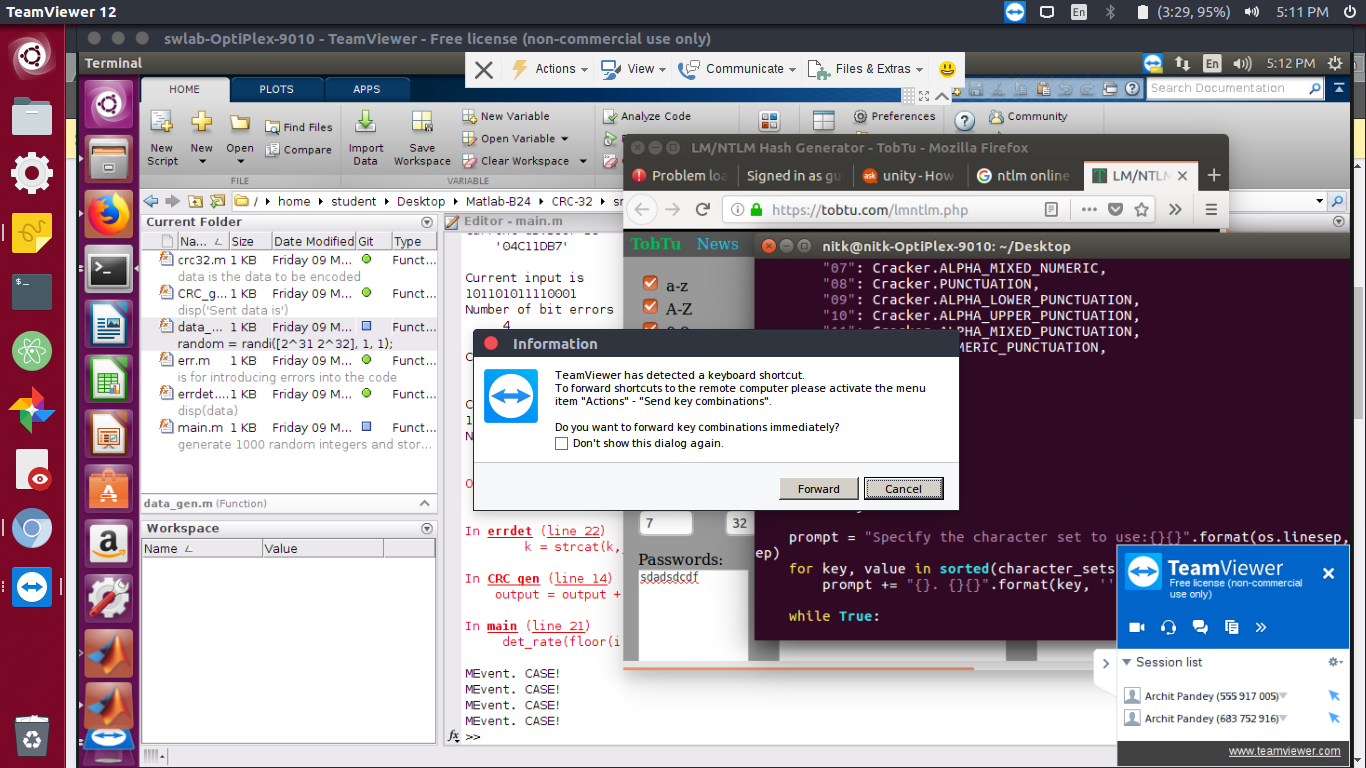 TeamViewer 12
En
(3:29, 95%)
5:11 PM
swlab-OptiPlex-9010 - TeamViewer - Free license (non-commercial use only)
Terminal
Actions
View
Communicate
Files & Extras
En
5:12 PM
HOME
PLOTS
APPS
Search Documentation
New Script
New
Open
Find Files
Compare
Import Data
Save Workspace
New Variable
Open Variable
Clear Workspace
Analyze Code
Preferences
Community
FILE
VARIABLE
LM/NTLM Hash Generator - TobTu - Mozilla Firefox
Problem loa
Signed in as gu
unity - How
ntlm online
LM/NTLM
/ home student Desktop Matlab-B24 CRC-32
https://tobtu.com/lmntlm.php
Current Folder
Na...
Size
Date Modified
Git
Type
crc32.m 1 KB Friday 09 M... Funct...
data is the data to be encoded
CRC_g... 1 KB Friday 09 M... Funct...
disp('Sent data is')
data_... 1 KB Friday 09 M... Funct...
random = randi([2^31 2^32], 1, 1);
err.m 1 KB Friday 09 M... Funct...
is for introducing errors into the code
errdet.... 1 KB Friday 09 M... Funct...
disp(data)
main.m 1 KB Friday 09 M... Funct...
generate 1000 random integers and stor...
data_gen.m (Function)
Workspace
Name
Value
Editor - main.m
'04C11DB7'
Current input is
101101011110001
Number of bit errors
4
In errdet (line 22)
k = strcat(k,
In CRC_gen (line 14)
output = output +
In main (line 21)
det_rate(floor(i
MEvent. CASE!
MEvent. CASE!
MEvent. CASE!
MEvent. CASE!
fx >>
TobTu
News
a-z
A-Z
7
32
Passwords:
sdadsdcdf
nitk@nitk-OptiPlex-9010: ~/Desktop
"07": Cracker.ALPHA_MIXED_NUMERIC,
"08": Cracker.PUNCTUATION,
"09": Cracker.ALPHA_LOWER_PUNCTUATION,
"10": Cracker.ALPHA_UPPER_PUNCTUATION,
"11": Cracker.ALPHA_MIXED_PUNCTUATION,
MERIC_PUNCTUATION,
prompt = "Specify the character set to use:{}{}".format(os.linesep,
ep)
for key, value in sorted(character_sets
prompt += "{}. {}{}".format(key, ''
while True:
Information
TeamViewer has detected a keyboard shortcut.
To forward shortcuts to the remote computer please activate the menu
item "Actions" - "Send key combinations".
Do you want to forward key combinations immediately?
Don't show this dialog again.
Forward
Cancel
TeamViewer
Free license (non-commercial
use only)
Session list
Archit Pandey (555 917 005)
Archit Pandey (683 752 916)
www.teamviewer.com